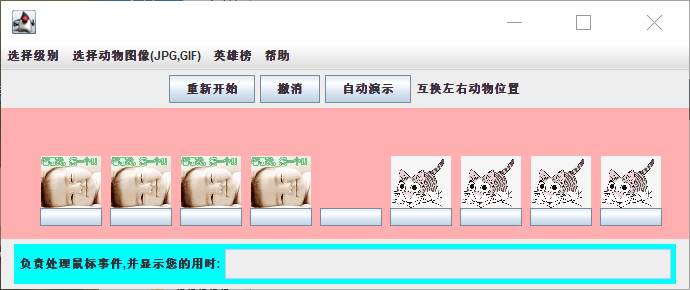 选择级别 选择动物图像(JPG,GIF) 英雄榜 帮助
重新开始 撤消 自动演示 互换左右动物位置
负责处理鼠标事件,并显示您的用时: